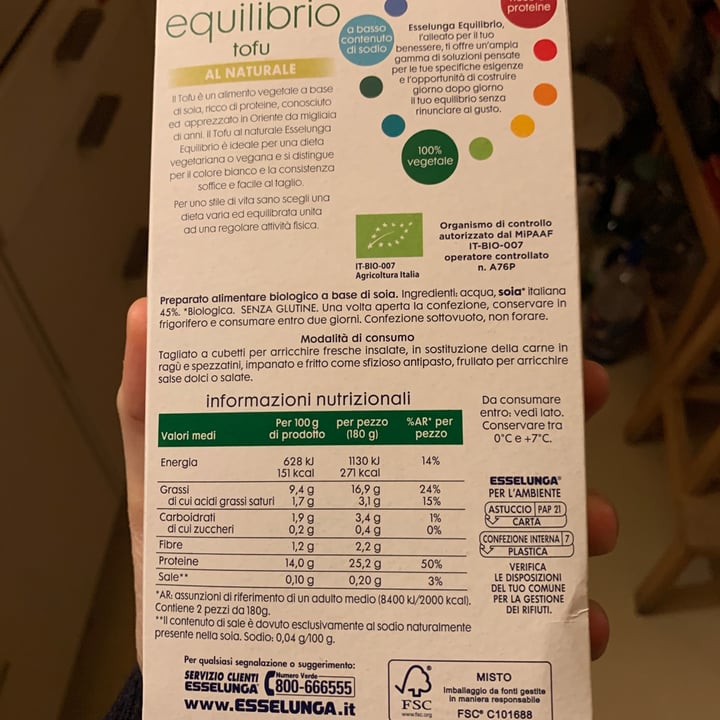 equilibrio
tofu
AL NATURALE
Il Tofu è un alimento vegetale a base
di soia, ricco di proteine, conosciuto
ed apprezzato in Oriente da migliaia
di anni. Il Tofu al naturale Esselunga
Equilibrio è ideale per una dieta
vegetariana o vegana e si distingue
per il colore bianco e la consistenza
soffice e facile al taglio.
Per uno stile di vita sano scegli una
dieta varia ed equilibrata unita
ad una regolare attività fisica.
a basso
contenuto
di sodio
proteine
Esselunga Equilibrio,
l'alleato per il tuo
benessere, ti offre un'ampia
gamma di soluzioni pensate
per le tue specifiche esigenze
e l'opportunità di costruire
giorno dopo giorno
il tuo equilibrio senza
rinunciare al gusto.
100%
vegetale
IT-BIO-007
Agricoltura Italia
Organismo di controllo
autorizzato dal MiPAAF
IT-BIO-007
operatore controllato
n. A76P
Preparato alimentare biologico a base di soia. Ingredienti: acqua, soia* italiana
45%. *Biologica. SENZA GLUTINE. Una volta aperta la confezione, conservare in
frigorifero e consumare entro due giorni. Confezione sottovuoto, non forare.
Modalità di consumo
Tagliato a cubetti per arricchire fresche insalate, in sostituzione della carne in
ragù e spezzatini, impanato e fritto come sfizioso antipasto, frullato per arricchire
salse dolci o salate.
informazioni nutrizionali
Valori medi Per 100 g di prodotto per pezzo (180 g) %AR* per pezzo
Energia 628 kJ 1130 kJ 14%
151 kcal 271 kcal
Grassi 9,4 g 16,9 g 24%
di cui acidi grassi saturi 1,7 g 3,1 g 15%
Carboidrati 1,9 g 3,4 g 1%
di cui zuccheri 0,2 g 0,4 g 0%
Fibre 1,2 g 2,2 g
Proteine 14,0 g 25,2 g 50%
Sale** 0,10 g 0,20 g 3%
*AR: assunzioni di riferimento di un adulto medio (8400 kJ/2000 kcal).
Contiene 2 pezzi da 180g.
**Il contenuto di sale è dovuto esclusivamente al sodio naturalmente
presente nella soia. Sodio: 0,04 g/100 g.
Da consumare
entro: vedi lato.
Conservare tra
0°C e +7°C.
ESSELUNGA®
PER L'AMBIENTE
ASTUCCIO PAP 21
CARTA
CONFEZIONE INTERNA 7
PLASTICA
VERIFICA
LE DISPOSIZIONI
DEL TUO COMUNE
PER LA GESTIONE
DEI RIFIUTI.
Per qualsiasi segnalazione o suggerimento:
SERVIZIO CLIENTI
ESSELUNGA
Numero Verde
800-666555
www.ESSELUNGA.it
FSC
www.fsc.org
MISTO
Imballaggio da fonti gestite
in maniera responsabile
FSC® C101688